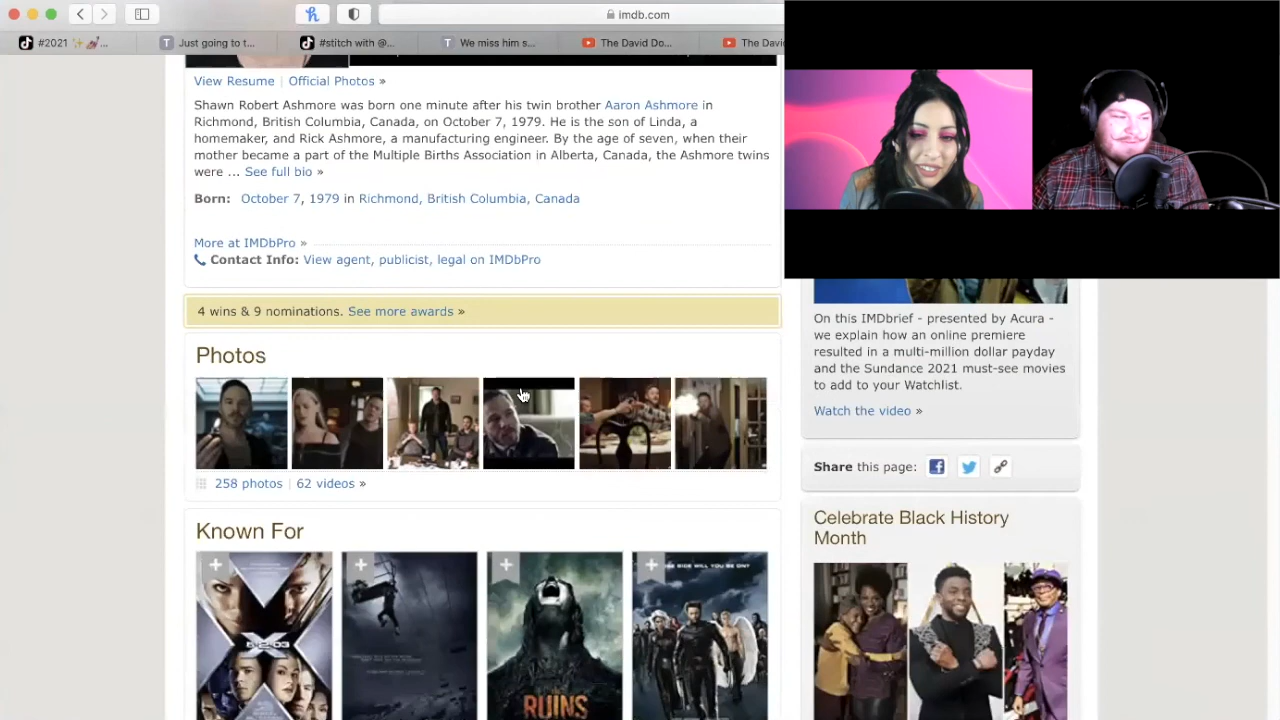 imdb.com
#2021 ✨💅🏽...
Just going to t...
#stitch with @...
We miss him s...
The David Do...
The Davi
View Resume | Official Photos »
Shawn Robert Ashmore was born one minute after his twin brother Aaron Ashmore in
Richmond, British Columbia, Canada, on October 7, 1979. He is the son of Linda, a
homemaker, and Rick Ashmore, a manufacturing engineer. By the age of seven, when their
mother became a part of the Multiple Births Association in Alberta, Canada, the Ashmore twins
were ... See full bio »
Born: October 7, 1979 in Richmond, British Columbia, Canada
More at IMDbPro »
Contact Info: View agent, publicist, legal on IMDbPro
4 wins & 9 nominations. See more awards »
Photos
258 photos | 62 videos »
Known For
X2
RUINS
On this IMDbrief - presented by Acura -
we explain how an online premiere
resulted in a multi-million dollar payday
and the Sundance 2021 must-see movies
to add to your Watchlist.
Watch the video »
Share this page:
Celebrate Black History
Month